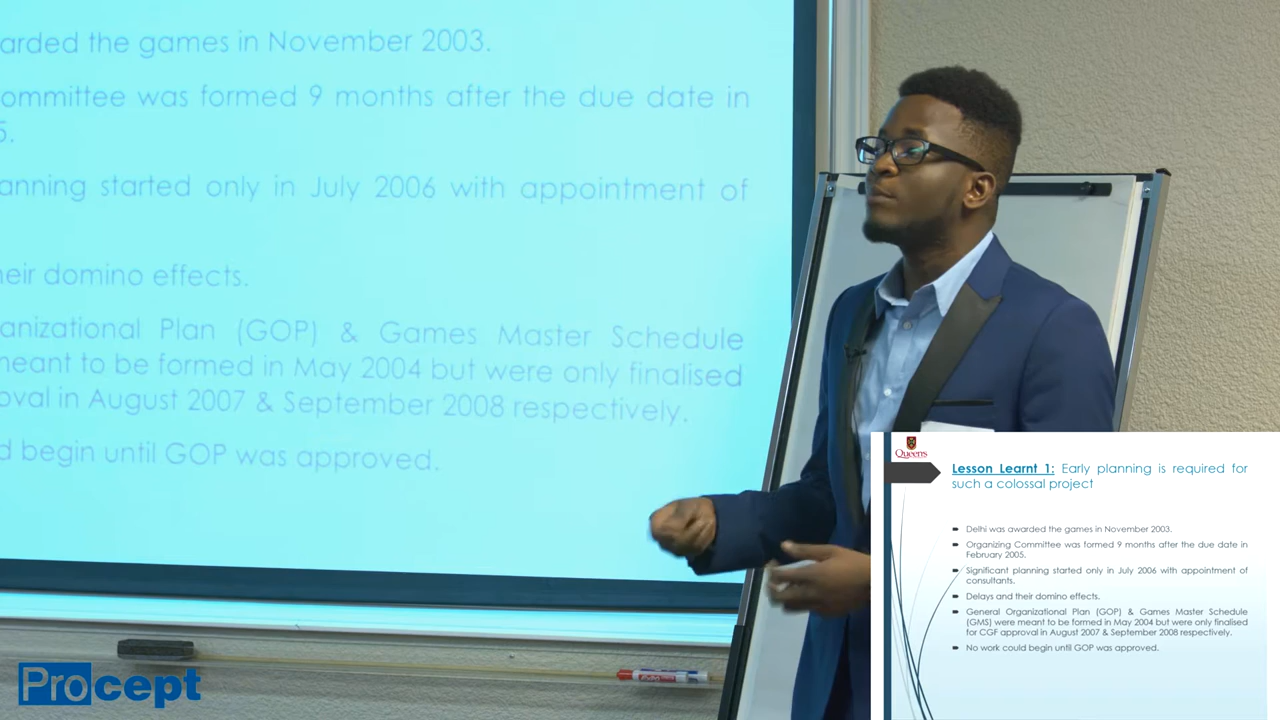 arded the games in November 2003.
ommittee was formed 9 months after the due date in
5.
anning started only in July 2006 with appointment of
heir domino effects.
anizational Plan (GOP) & Games Master Schedule
meant to be formed in May 2004 but were only finalised
oval in August 2007 & September 2008 respectively.
d begin until GOP was approved.
Queen's
Lesson Learnt 1: Early planning is required for
such a colossal project
Delhi was awarded the games in November 2003.
Organizing Committee was formed 9 months after the due date in
February 2005.
Significant planning started only in July 2006 with appointment of
consultants.
Delays and their domino effects.
General Organizational Plan (GOP) & Games Master Schedule
(GMS) were meant to be formed in May 2004 but were only finalised
for CGF approval in August 2007 & September 2008 respectively.
No work could begin until GOP was approved.
Procept